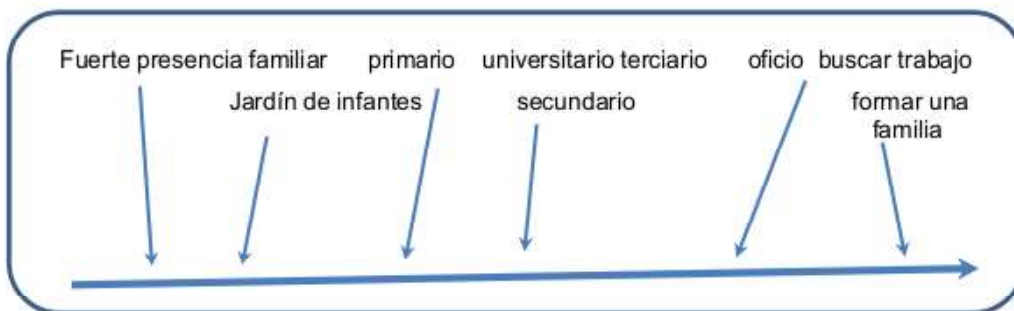 Fuerte presencia familiar primario universitario terciario oficio buscar trabajo
Jardín de infantes secundario formar una
familia